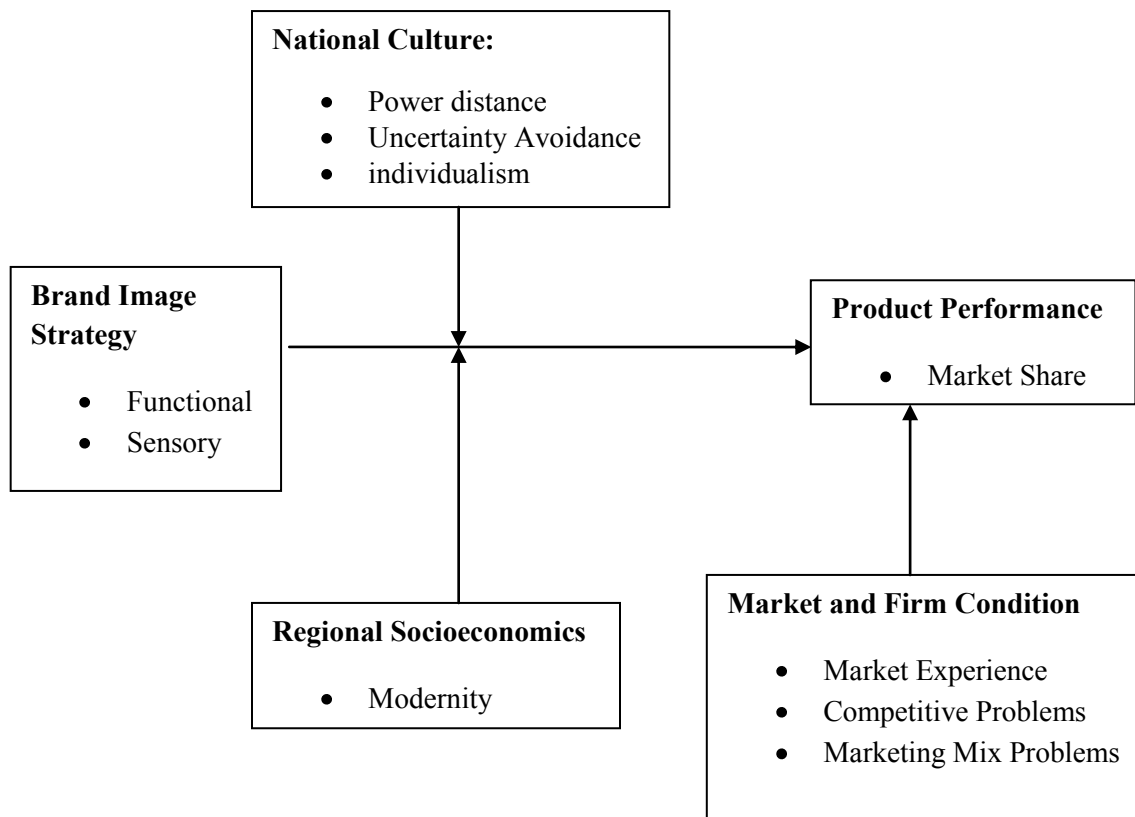 National Culture:
• Power distance
• Uncertainty Avoidance
• individualism
Brand Image
Strategy
• Functional
• Sensory
Product Performance
• Market Share
Regional Socioeconomics
• Modernity
Market and Firm Condition
• Market Experience
• Competitive Problems
• Marketing Mix Problems